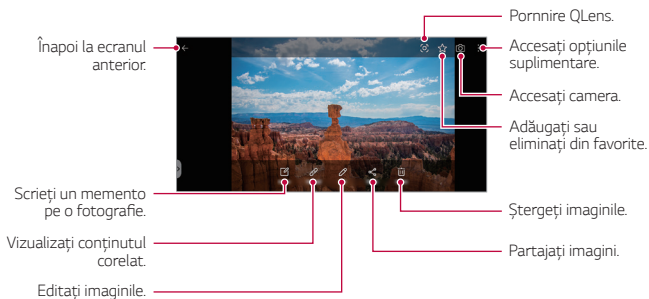 Înapoi la ecranul
anterior.
Scrieți un memento
pe o fotografie.
Vizualizați conținutul
corelat.
Editați imaginile.
Pornnire QLens.
Accesați opțiunile
suplimentare.
Accesați camera.
Adăugați sau
eliminați din favorite.
Ștergeți imaginile.
Partajați imagini.